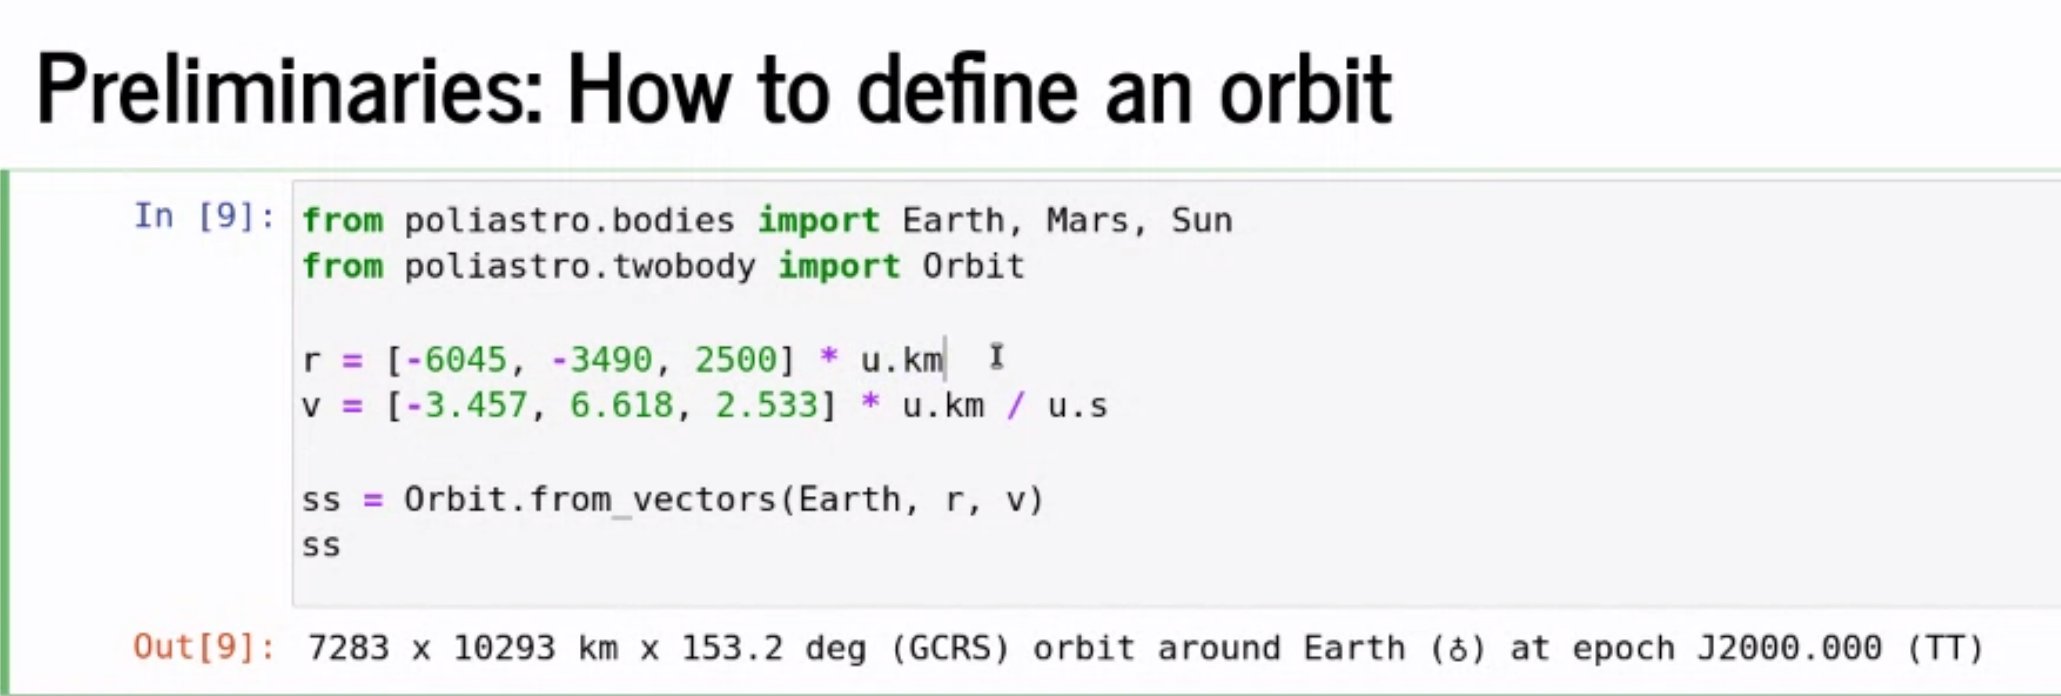 Preliminaries: How to define an orbit
In [9]: from poliastro.bodies import Earth, Mars, Sun
from poliastro.twobody import Orbit
r = [-6045, -3490, 2500] * u.km
v = [-3.457, 6.618, 2.533] * u.km / u.s
ss = Orbit.from_vectors(Earth, r, v)
ss
Out[9]: 7283 x 10293 km x 153.2 deg (GCRS) orbit around Earth (♁) at epoch J2000.000 (TT)